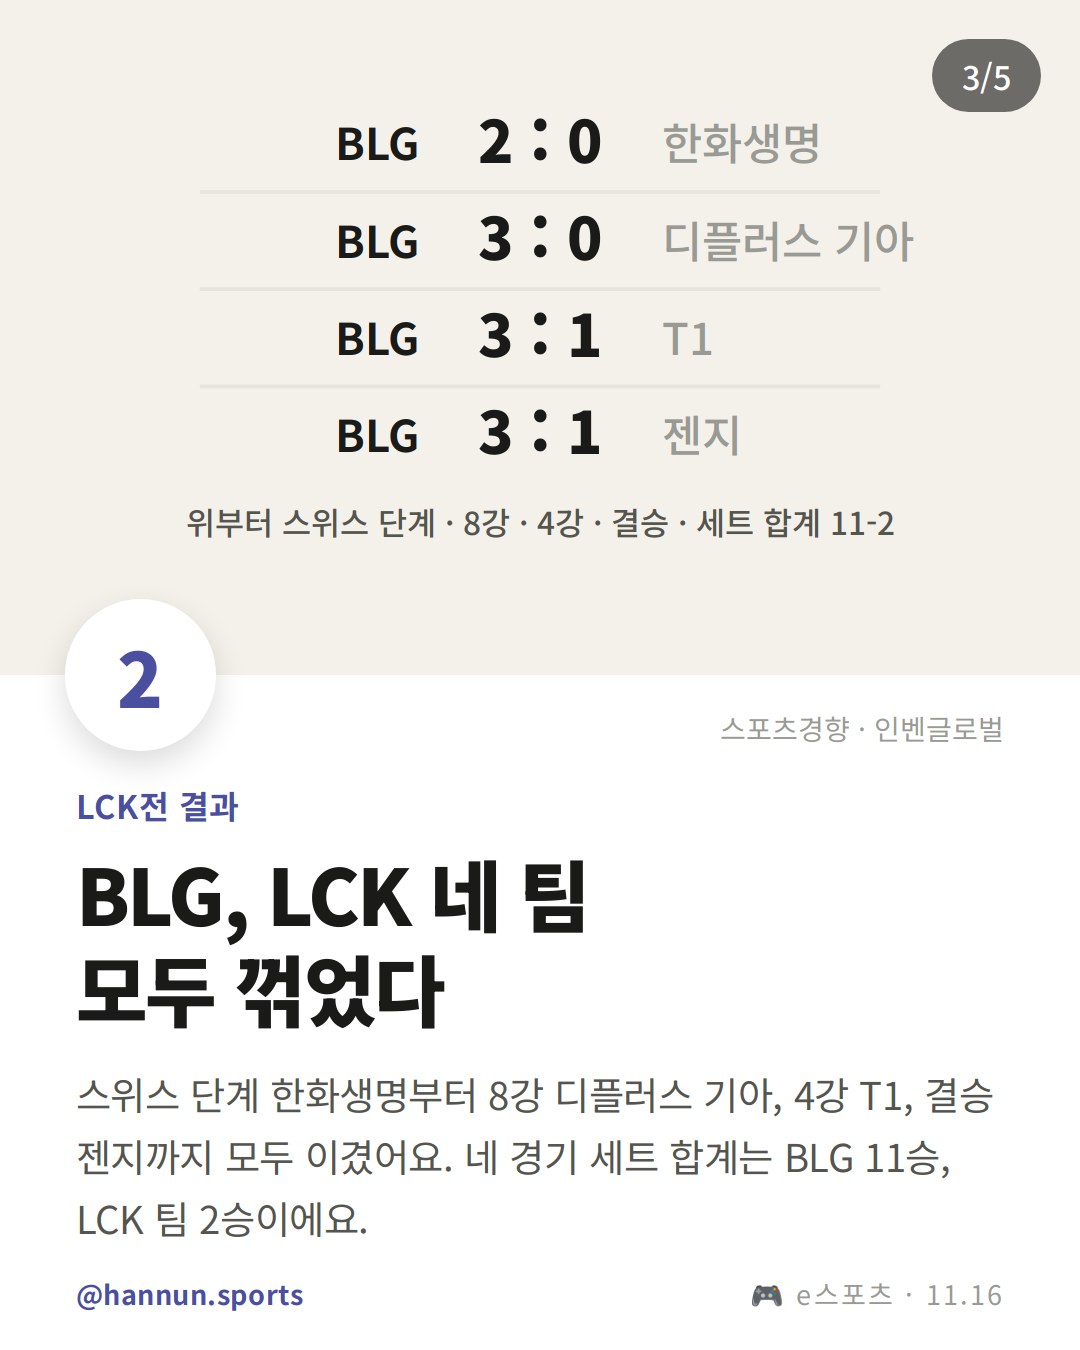 3/5
BLG 2 : 0 한화생명
BLG 3 : 0 디플러스 기아
BLG 3 : 1 T1
BLG 3 : 1 젠지
위부터 스위스 단계 · 8강 · 4강 · 결승 · 세트 합계 11-2
2
스포츠경향 · 인벤글로벌
LCK전 결과
BLG, LCK 네 팀
모두 꺾었다
스위스 단계 한화생명부터 8강 디플러스 기아, 4강 T1, 결승
젠지까지 모두 이겼어요. 네 경기 세트 합계는 BLG 11승,
LCK 팀 2승이에요.
@hannun.sports
🎮 e스포츠 · 11.16